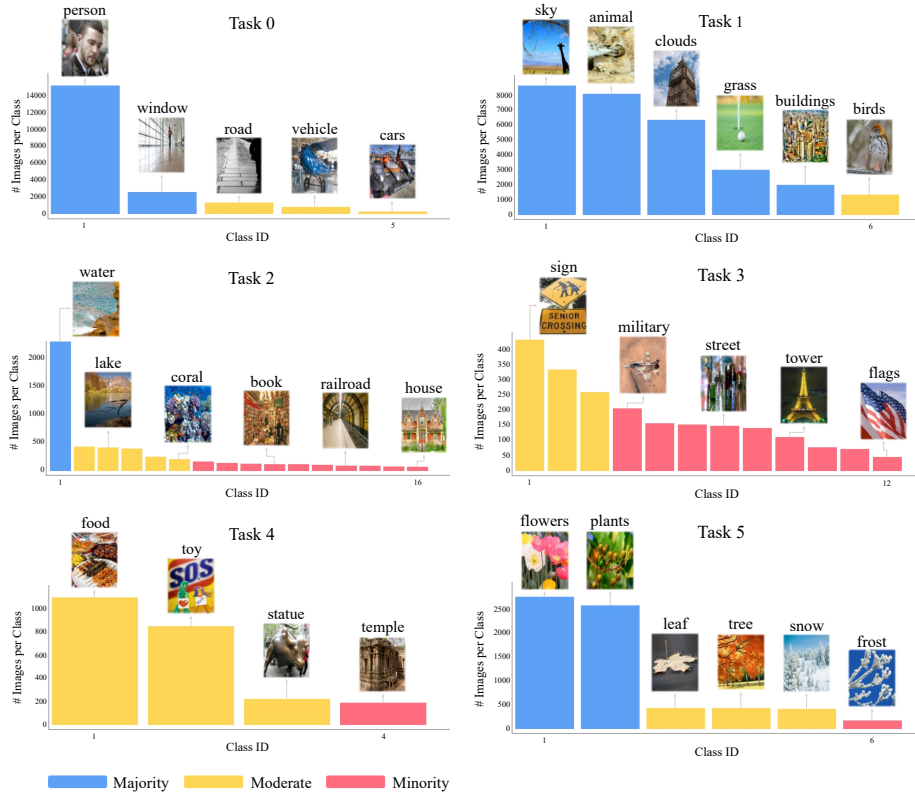 Task 0
person
window
road
vehicle
cars
# Images per Class
14000
12000
10000
8000
6000
4000
2000
0
1
5
Class ID
Task 1
sky
animal
clouds
grass
buildings
birds
# Images per Class
8000
7000
6000
5000
4000
3000
2000
1000
0
1
6
Class ID
Task 2
water
lake
coral
book
railroad
house
# Images per Class
2000
1500
1000
500
0
1
16
Class ID
Task 3
sign
SENIOR
CROSSING
military
street
tower
flags
# Images per Class
400
350
300
250
200
150
100
50
0
1
12
Class ID
Task 4
food
toy
SOS
statue
temple
# Images per Class
1000
800
600
400
200
0
1
4
Class ID
Task 5
flowers
plants
leaf
tree
snow
frost
# Images per Class
2500
2000
1500
1000
500
0
1
6
Class ID
Majority
Moderate
Minority